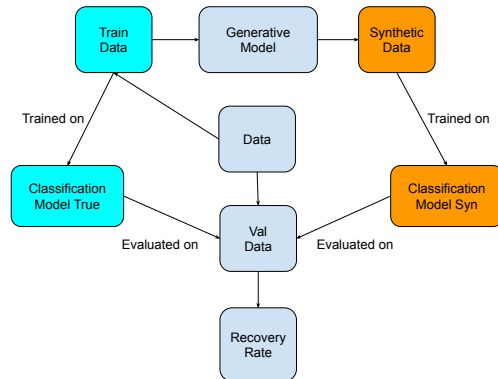 Train
Data
Generative
Model
Synthetic
Data
Trained on
Data
Trained on
Classification
Model True
Classification
Model Syn
Val
Data
Evaluated on
Evaluated on
Recovery
Rate